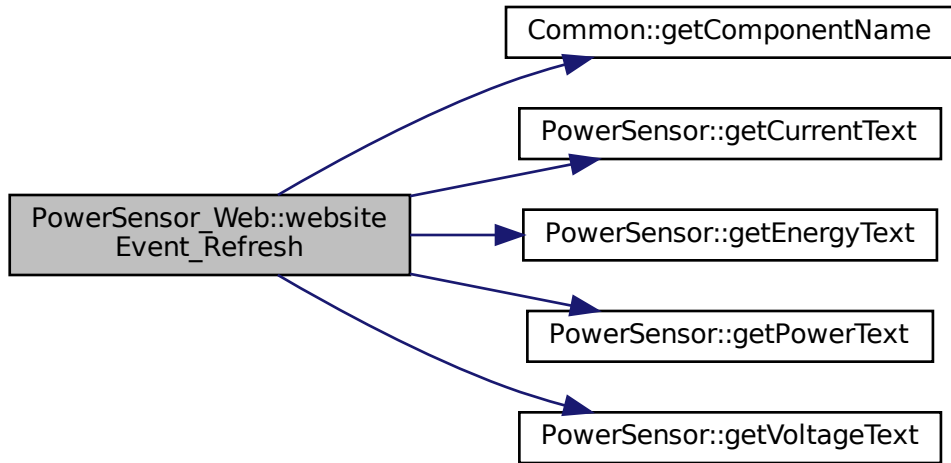 Common::getComponentName
PowerSensor::getCurrentText
PowerSensor_Web::website
Event_Refresh
PowerSensor::getEnergyText
PowerSensor::getPowerText
PowerSensor::getVoltageText